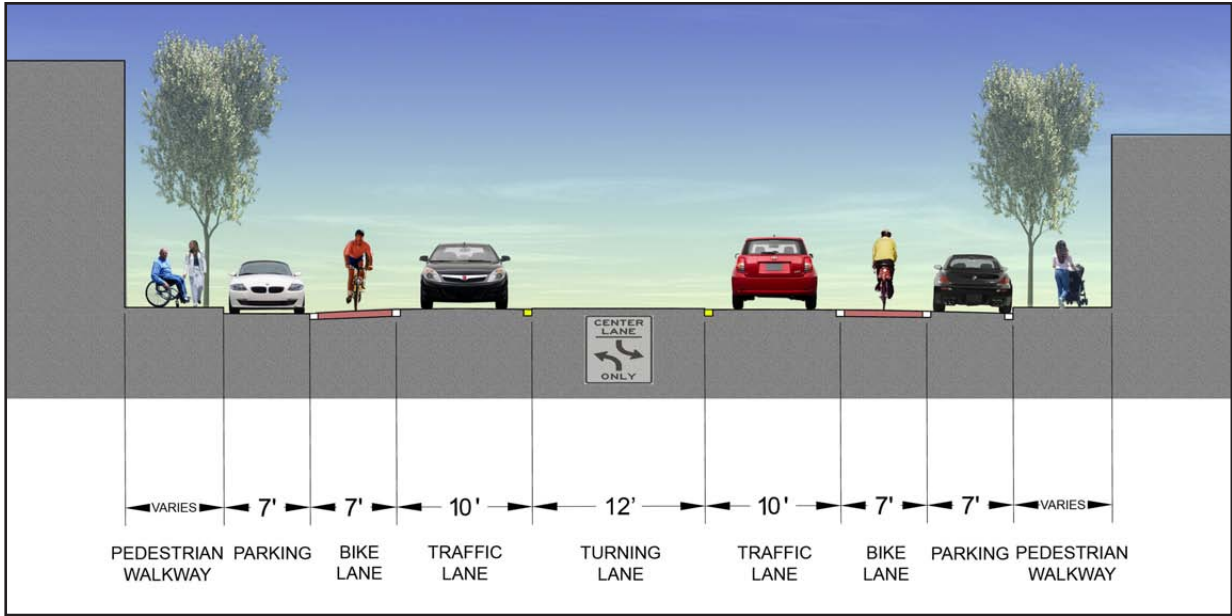 CENTER
LANE
ONLY
VARIES 7' 7' 10' 12' 10' 7' 7' VARIES
PEDESTRIAN PARKING BIKE TRAFFIC TURNING TRAFFIC BIKE PARKING PEDESTRIAN
WALKWAY LANE LANE LANE LANE LANE WALKWAY